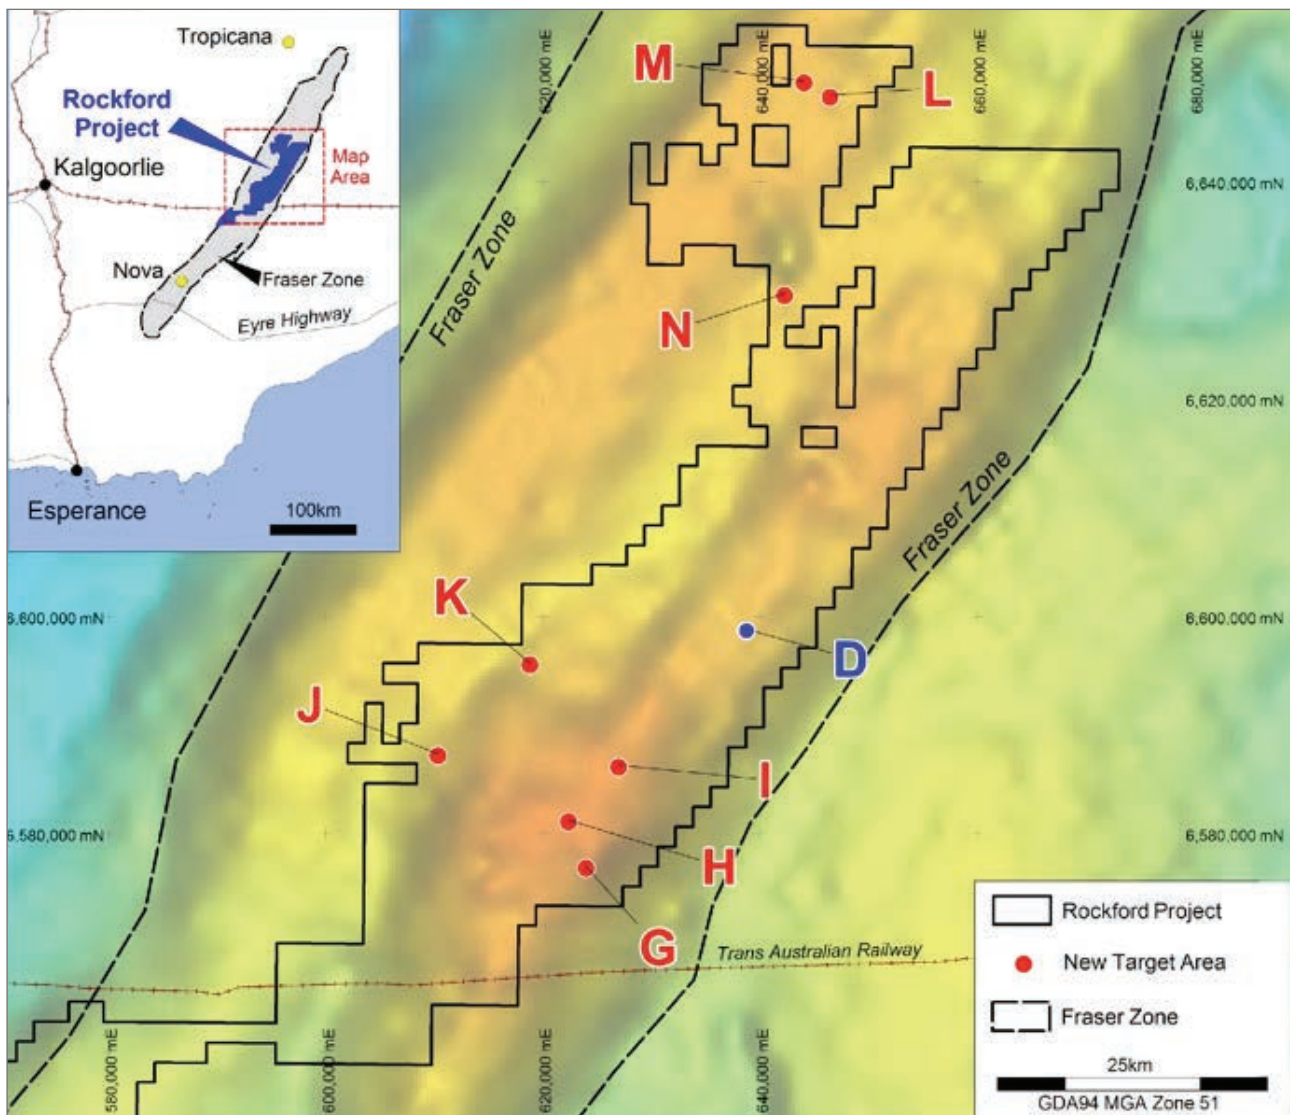 Tropicana
Rockford
Project
Kalgoorlie
Map
Area
Nova
Fraser Zone
Eyre Highway
Esperance
100km
620,000 mE
640,000 mE
660,000 mE
680,000 mE
M
L
6,640,000 mN
Fraser Zone
N
6,620,000 mN
Fraser Zone
K
6,600,000 mN
6,600,000 mN
D
J
I
6,580,000 mN
6,580,000 mN
H
G
Trans Australian Railway
580,000 mE
600,000 mE
620,000 mE
640,000 mE
Rockford Project
New Target Area
Fraser Zone
25km
GDA94 MGA Zone 51